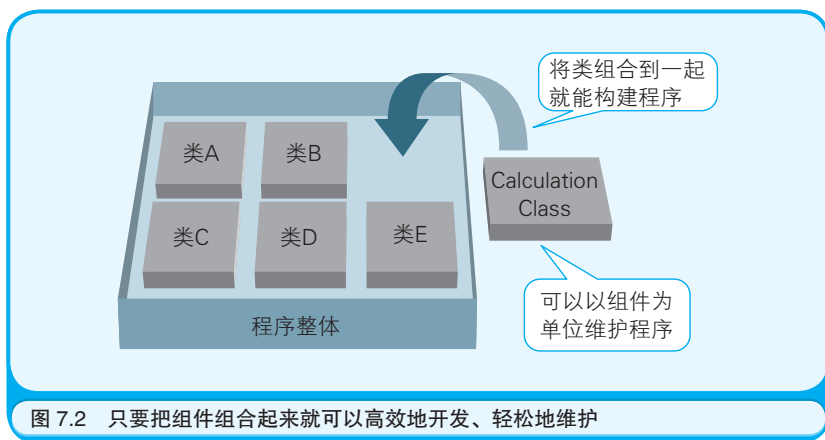 将类组合到一起
就能构建程序
类A
类B
Calculation
Class
类C
类D
类E
可以以组件为
单位维护程序
程序整体
图 7.2 只要把组件组合起来就可以高效地开发、轻松地维护